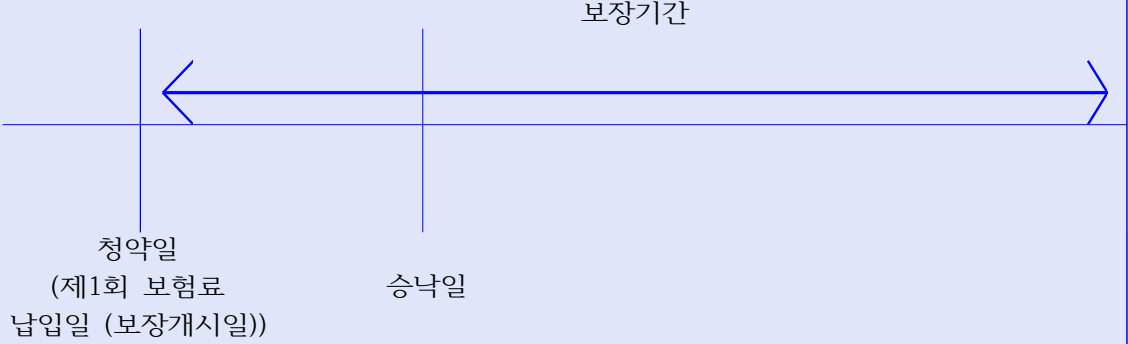 보장기간
청약일
(제1회 보험료
납입일 (보장개시일))
승낙일